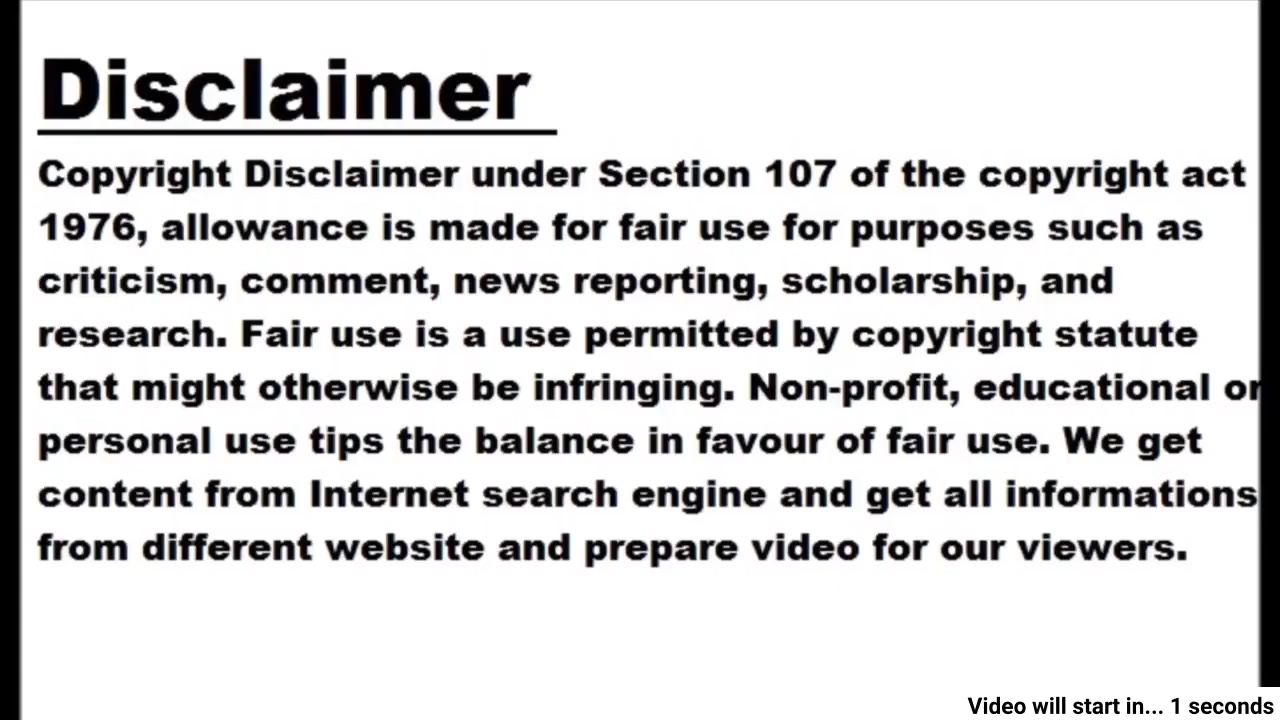 Disclaimer
Copyright Disclaimer under Section 107 of the copyright act
1976, allowance is made for fair use for purposes such as
criticism, comment, news reporting, scholarship, and
research. Fair use is a use permitted by copyright statute
that might otherwise be infringing. Non-profit, educational or
personal use tips the balance in favour of fair use. We get
content from Internet search engine and get all informations
from different website and prepare video for our viewers.
Video will start in... 1 seconds